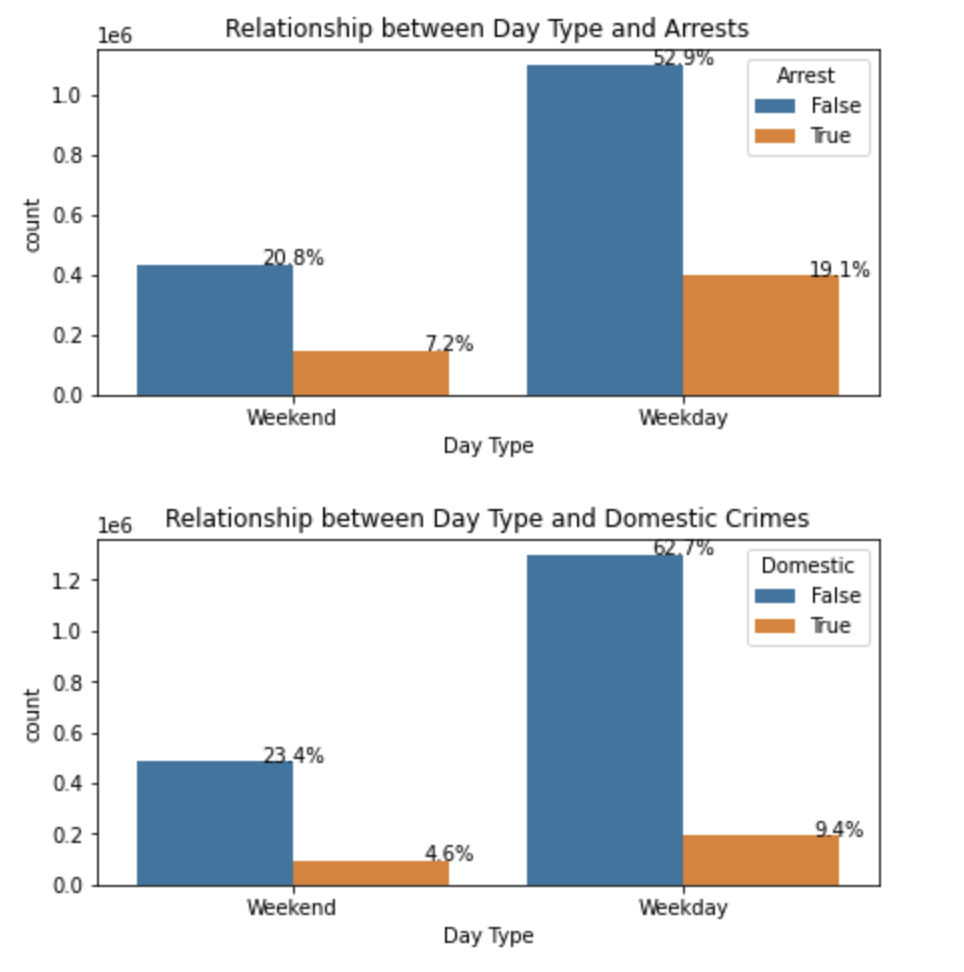 Relationship between Day Type and Arrests
1e6
52.9%
Arrest
False
True
1.0
0.8
0.6
0.4
0.2
0.0
count
20.8%
7.2%
19.1%
Weekend
Weekday
Day Type
Relationship between Day Type and Domestic Crimes
1e6
62.7%
Domestic
False
True
1.2
1.0
0.8
0.6
0.4
0.2
0.0
count
23.4%
4.6%
9.4%
Weekend
Weekday
Day Type